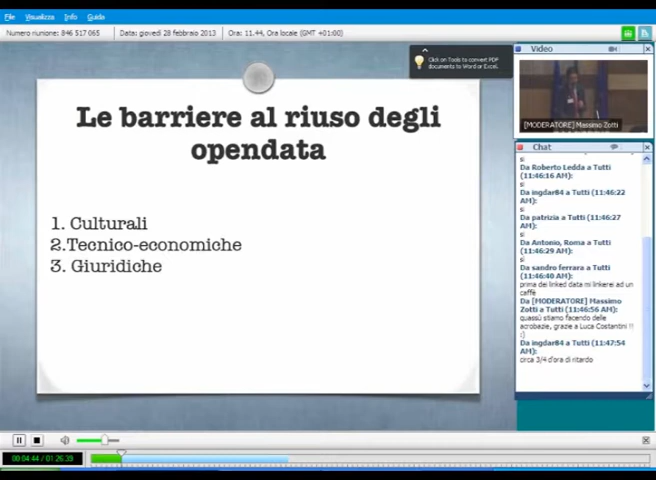 File Visualizza Info Guida
Numero riunione: 846 517 065 Data: giovedì 28 febbraio 2013 Ora: 11.44, Ora locale (GMT +01:00)
Click on Tools to convert PDF
documents to Word or Excel.
Le barriere al riuso degli
opendata
1. Culturali
2.Tecnico-economiche
3. Giuridiche
Video
[MODERATORE] Massimo Zotti
Chat
si
Da Roberto Ledda a Tutti
(11:46:16 AM):
si
Da ingdar84 a Tutti (11:46:22
AM):
si
Da patrizia a Tutti (11:46:27
AM):
si
Da Antonio, Roma a Tutti
(11:46:29 AM):
si
Da sandro ferrara a Tutti
(11:46:40 AM):
prima dei linked data mi linkerei ad un
caffè
Da [MODERATORE] Massimo
Zotti a Tutti (11:46:56 AM):
quassù stiamo facendo delle
acrobazie, grazie a Luca Costantini !!
:)
Da ingdar84 a Tutti (11:47:54
AM):
circa 3/4 d'ora di ritardo
00:04:44 / 01:26:39